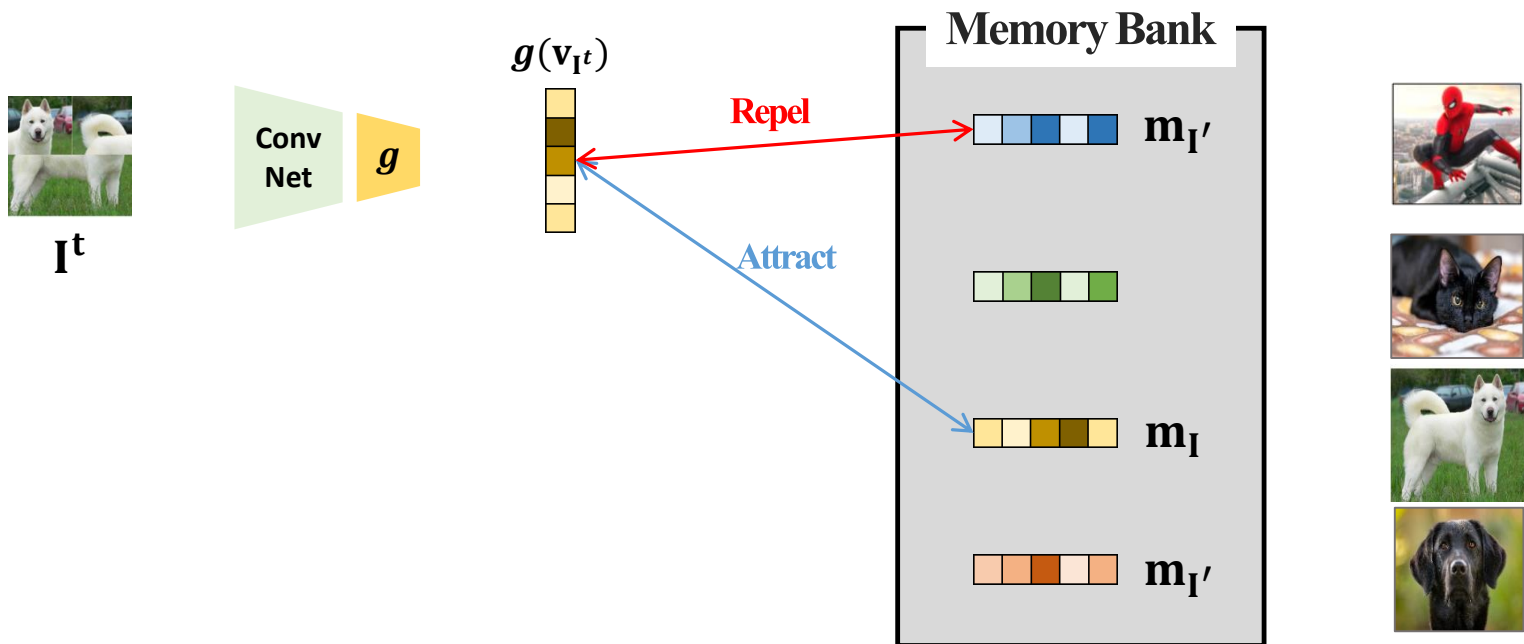 Memory Bank
g(v_{I^t})
Repel
m_{I′}
Conv
Net
g
I^t
Attract
m_I
m_{I′}